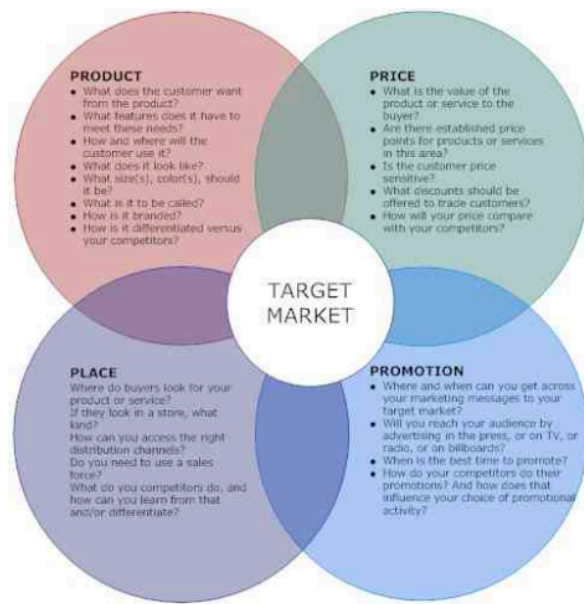 PRODUCT
● What does the customer want
from the product?
● What features does it have to
meet these needs?
● How and where will the
customer use it?
● What does it look like?
● What size(s), color(s), should
it be?
● What is it to be called?
● How is it branded?
● How is it differentiated versus
your competitors?
PRICE
● What is the value of the
product or service to the
buyer?
● Are there established price
points for products or services
in this area?
● Is the customer price
sensitive?
● What discounts should be
offered to trade customers?
● How will your price compare
with your competitors?
TARGET
MARKET
PLACE
Where do buyers look for your
product or service?
If they look in a store, what
kind?
How can you access the right
distribution channels?
Do you need to use a sales
force?
What do you competitors do, and
how can you learn from that
and/or differentiate?
PROMOTION
● Where and when can you get across
your marketing messages to your
target market?
● Will you reach your audience by
advertising in the press, or on TV, or
radio, or on billboards?
● When is the best time to promote?
● How do your competitors do their
promotions? And how does that
influence your choice of promotional
activity?